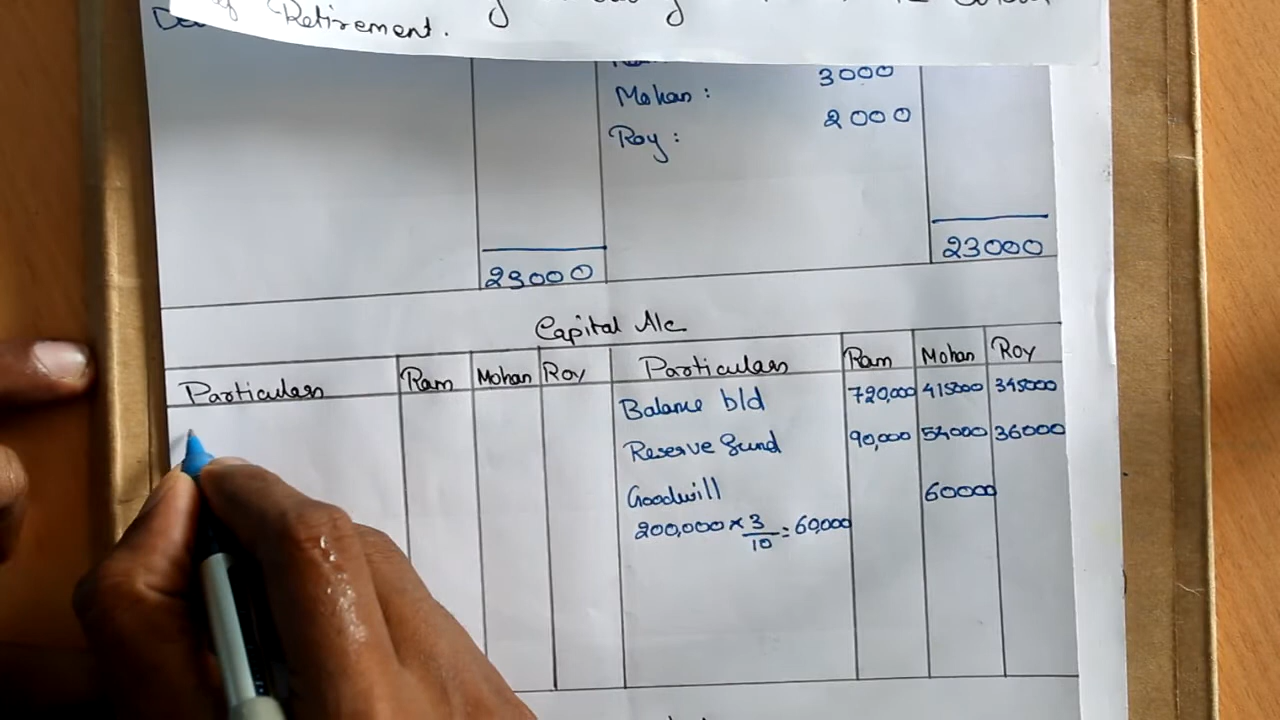 Retirement.
3000
Mohan :
2000
Roy :
23000
23000
Capital A/c
Particulars Ram Mohan Roy Particulars Ram Mohan Roy
Balance b/d 720,000 415000 345000
Reserve fund 90,000 54000 36000
Goodwill 60000
200,000 × 3/10 = 60,000